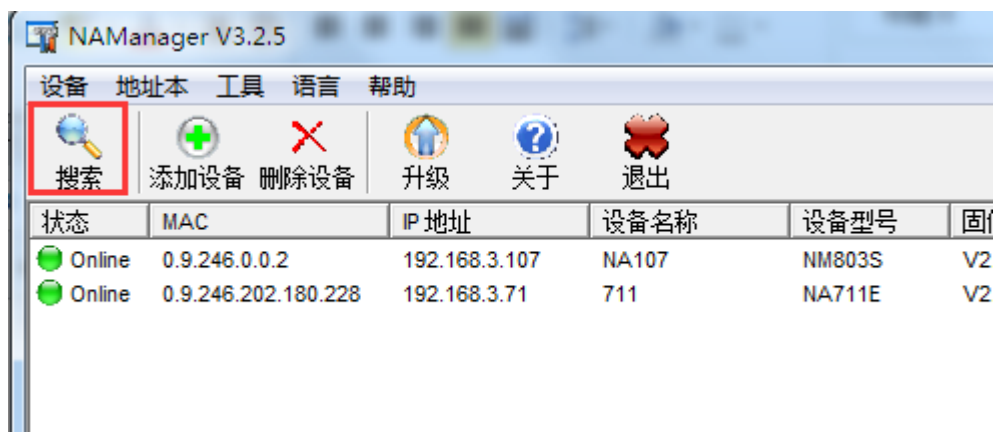 NAManager V3.2.5
设备 地址本 工具 语言 帮助
搜索 添加设备 删除设备 升级 关于 退出
状态 MAC IP 地址 设备名称 设备型号
Online 0.9.246.0.0.2 192.168.3.107 NA107 NM803S V2
Online 0.9.246.202.180.228 192.168.3.71 711 NA711E V2